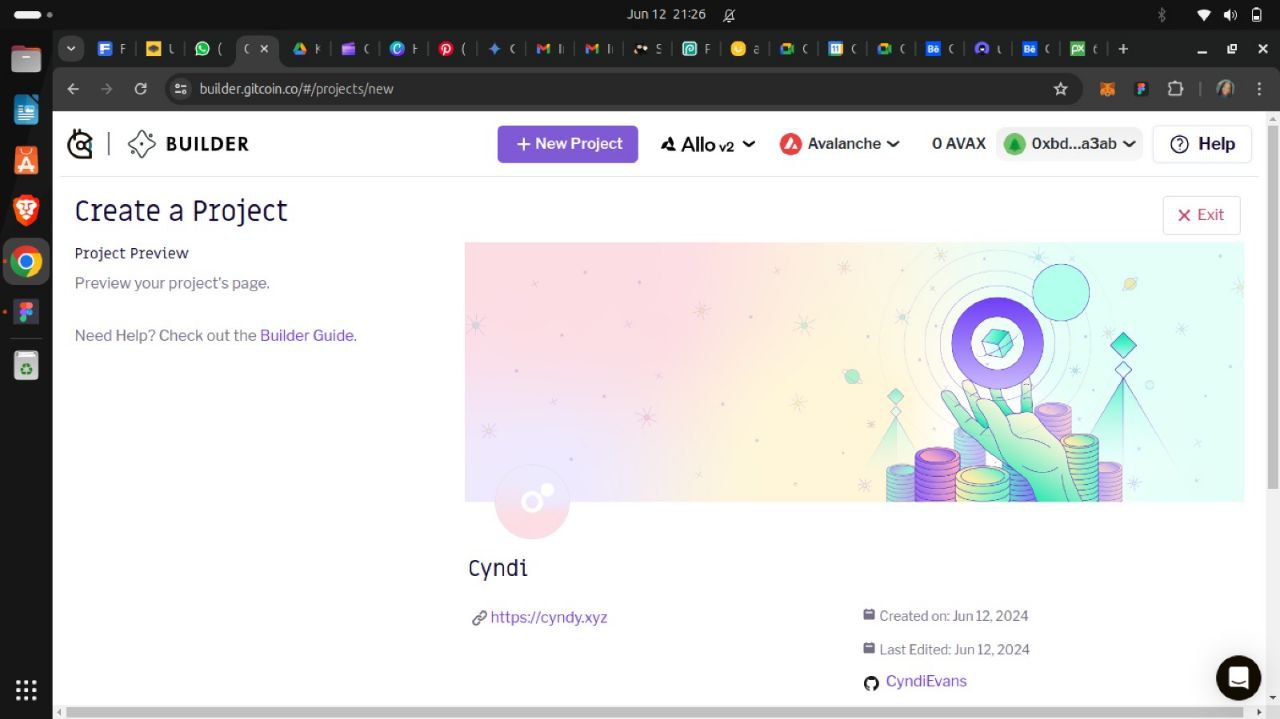 Jun 12 21:26
builder.gitcoin.co/#/projects/new
BUILDER
+ New Project
Allo v2
Avalanche
0 AVAX
0xbd...a3ab
Help
Create a Project
Exit
Project Preview
Preview your project's page.
Need Help? Check out the Builder Guide.
Cyndi
https://cyndy.xyz
Created on: Jun 12, 2024
Last Edited: Jun 12, 2024
CyndiEvans